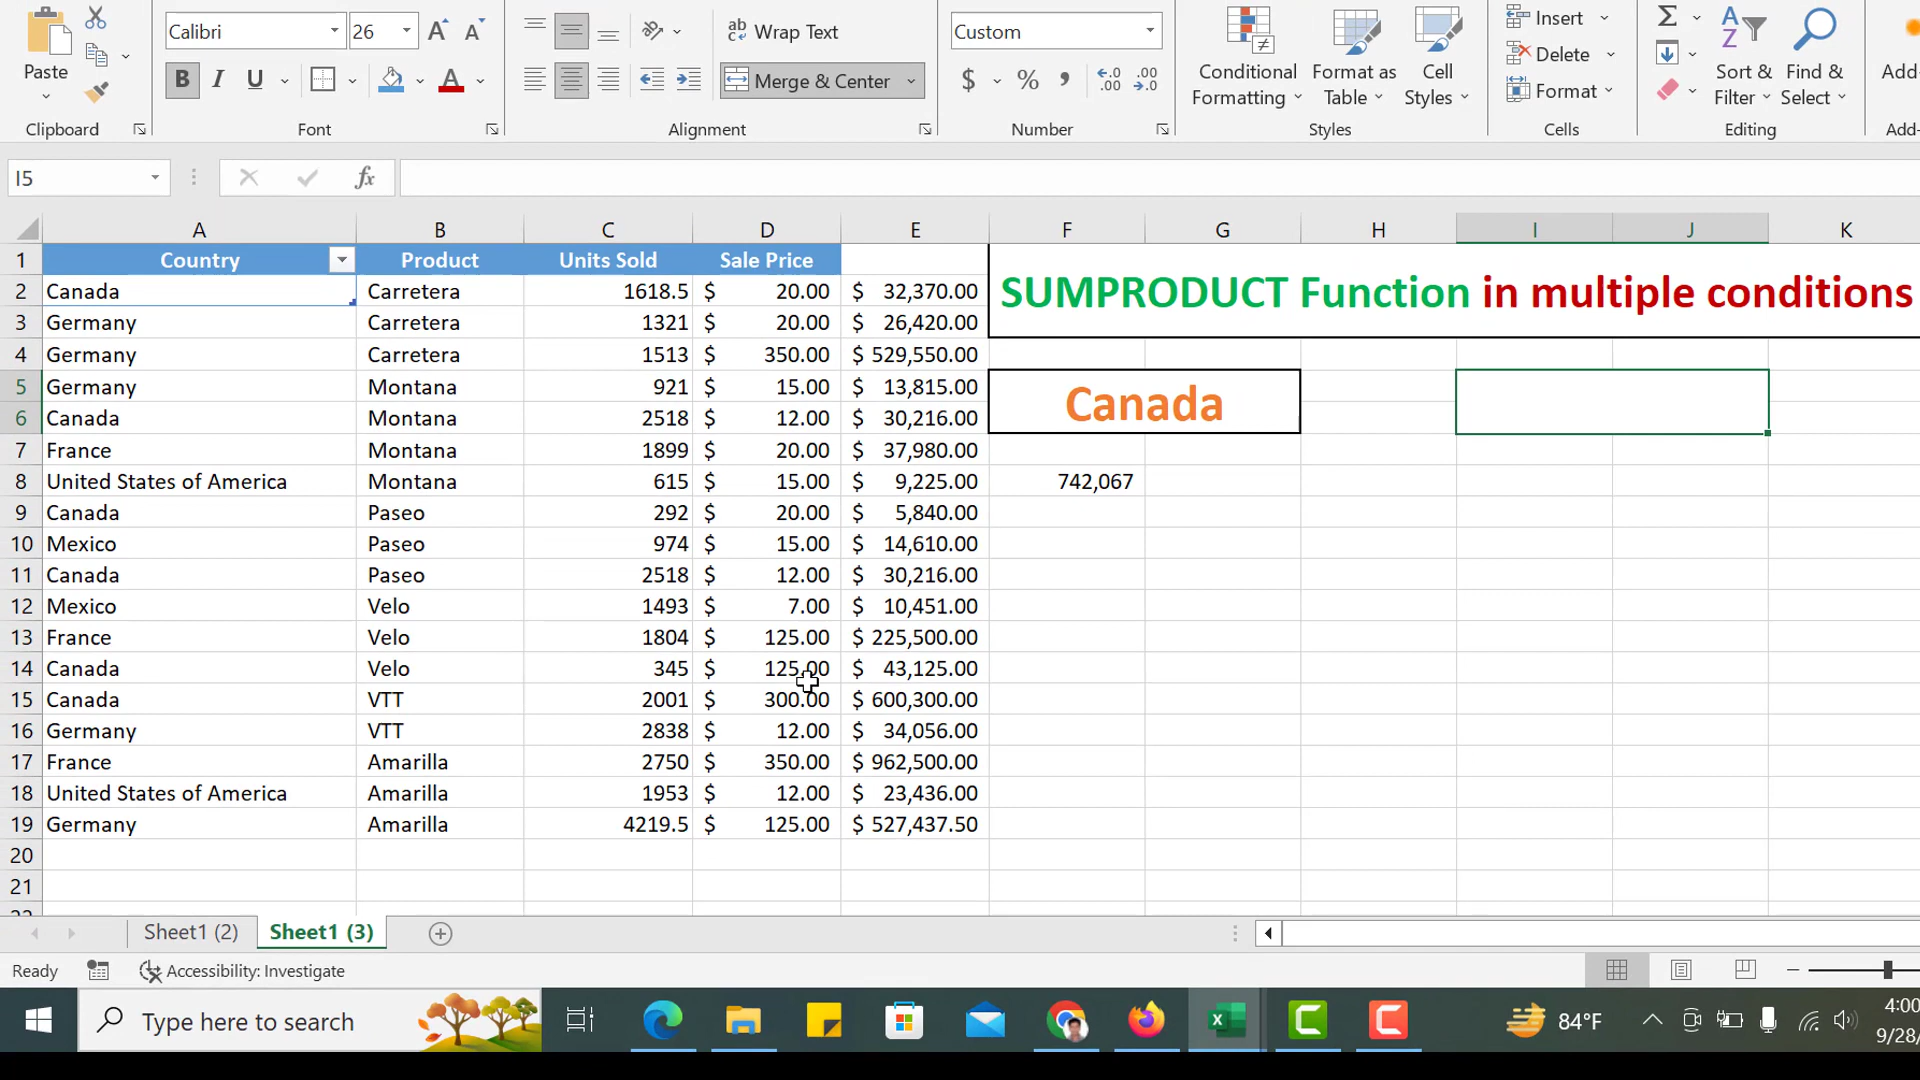 Calibri 26 Wrap Text Custom Insert
Paste B I U A Merge & Center $ % Conditional Formatting Format as Table Cell Styles Delete Format Sort & Filter Find & Select Add-
Clipboard Font Alignment Number Styles Cells Editing Add-
I5 fx
A B C D E F G H I J K
1 Country Product Units Sold Sale Price
SUMPRODUCT Function in multiple conditions
2 Canada Carretera 1618.5 $ 20.00 $ 32,370.00
3 Germany Carretera 1321 $ 20.00 $ 26,420.00
4 Germany Carretera 1513 $ 350.00 $ 529,550.00
5 Germany Montana 921 $ 15.00 $ 13,815.00
Canada
6 Canada Montana 2518 $ 12.00 $ 30,216.00
7 France Montana 1899 $ 20.00 $ 37,980.00
8 United States of America Montana 615 $ 15.00 $ 9,225.00 742,067
9 Canada Paseo 292 $ 20.00 $ 5,840.00
10 Mexico Paseo 974 $ 15.00 $ 14,610.00
11 Canada Paseo 2518 $ 12.00 $ 30,216.00
12 Mexico Velo 1493 $ 7.00 $ 10,451.00
13 France Velo 1804 $ 125.00 $ 225,500.00
14 Canada Velo 345 $ 125.00 $ 43,125.00
15 Canada VTT 2001 $ 300.00 $ 600,300.00
16 Germany VTT 2838 $ 12.00 $ 34,056.00
17 France Amarilla 2750 $ 350.00 $ 962,500.00
18 United States of America Amarilla 1953 $ 12.00 $ 23,436.00
19 Germany Amarilla 4219.5 $ 125.00 $ 527,437.50
20
21
Sheet1 (2) Sheet1 (3)
Ready Accessibility: Investigate
Type here to search 84°F 4:00
9/28/